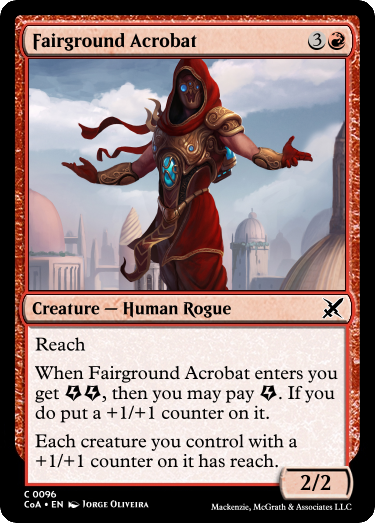 Fairground Acrobat 3
Creature — Human Rogue
Reach
When Fairground Acrobat enters you
get , then you may pay . If you
do put a +1/+1 counter on it.
Each creature you control with a
+1/+1 counter on it has reach.
2/2
C 0096
CoA • EN Jorge Oliveira
Mackenzie, McGrath & Associates LLC